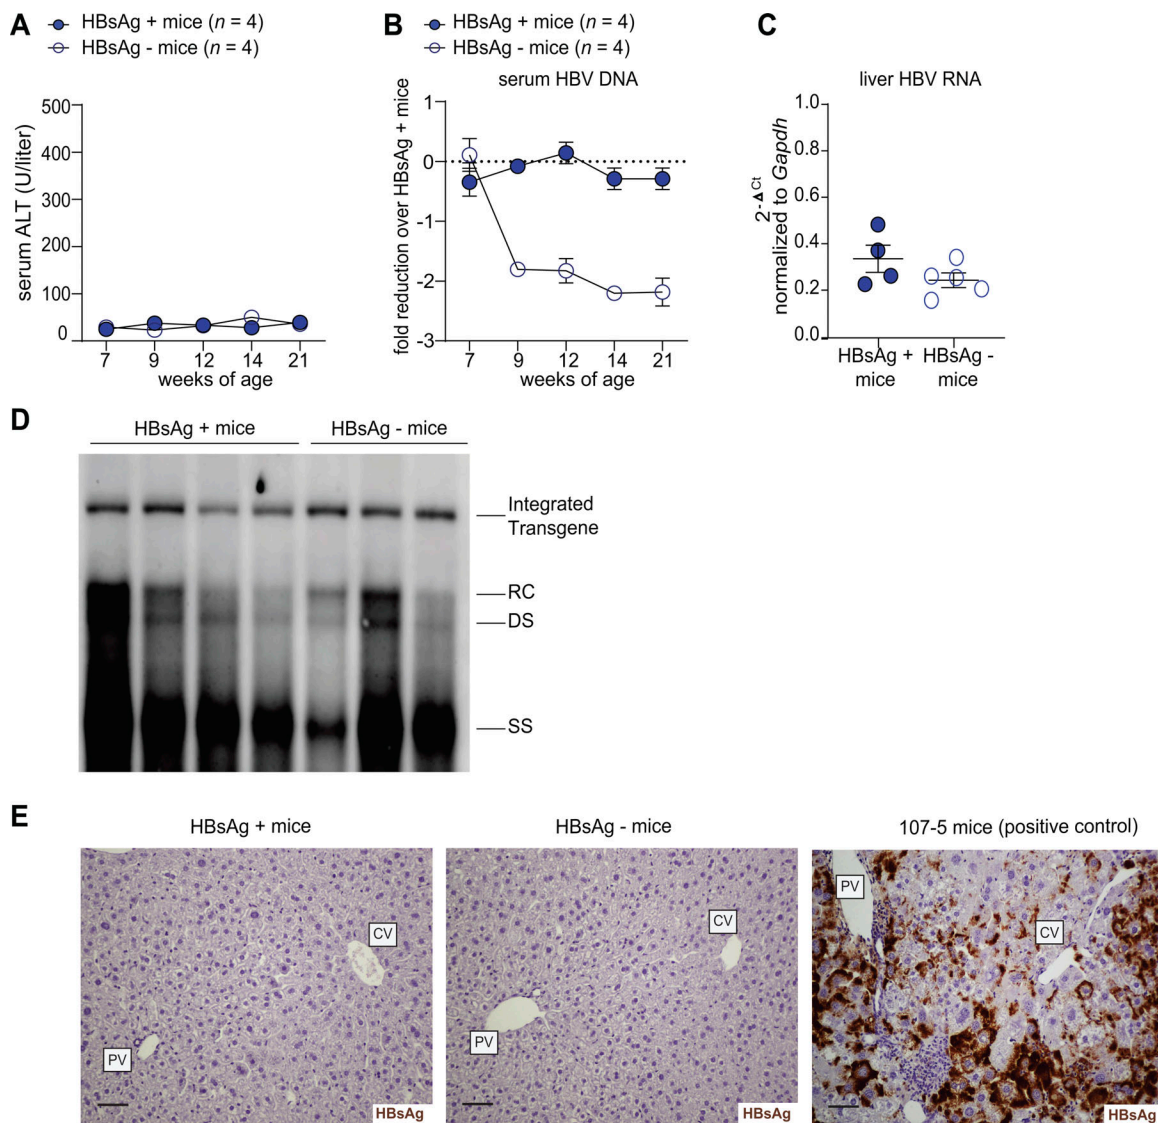 A
HBsAg + mice (n = 4)
HBsAg - mice (n = 4)
serum ALT (U/liter)
500
400
300
200
100
0
7 9 12 14 21
weeks of age
B
HBsAg + mice (n = 4)
HBsAg - mice (n = 4)
serum HBV DNA
fold reduction over HBsAg + mice
1
0
-1
-2
-3
7 9 12 14 21
weeks of age
C
liver HBV RNA
2-ΔCt
normalized to Gapdh
1.0
0.8
0.6
0.4
0.2
0.0
HBsAg +
mice
HBsAg -
mice
D
HBsAg + mice
HBsAg - mice
Integrated
Transgene
RC
DS
SS
E
HBsAg + mice
CV
PV
HBsAg
HBsAg - mice
CV
PV
HBsAg
107-5 mice (positive control)
PV
CV
HBsAg